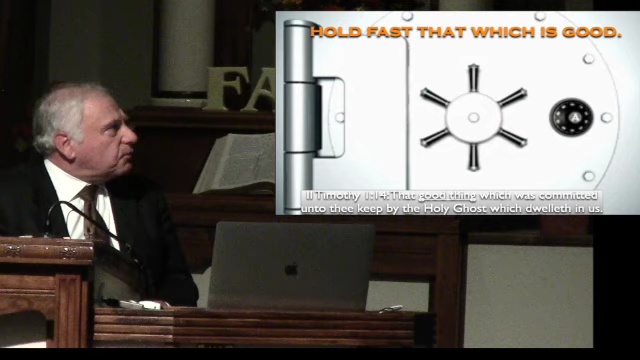 HOLD FAST THAT WHICH IS GOOD.
FA
II Timothy 1:14: That good thing which was committed
unto thee keep by the Holy Ghost which dwelleth in us.